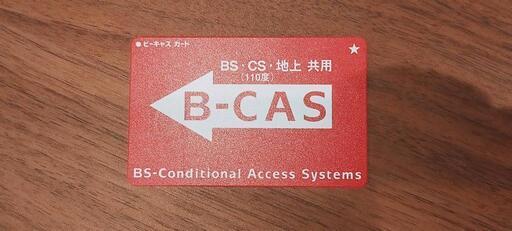 ● ビーキャス カード ★
BS・CS・地上 共用
(110度)
B-CAS
BS-Conditional Access Systems